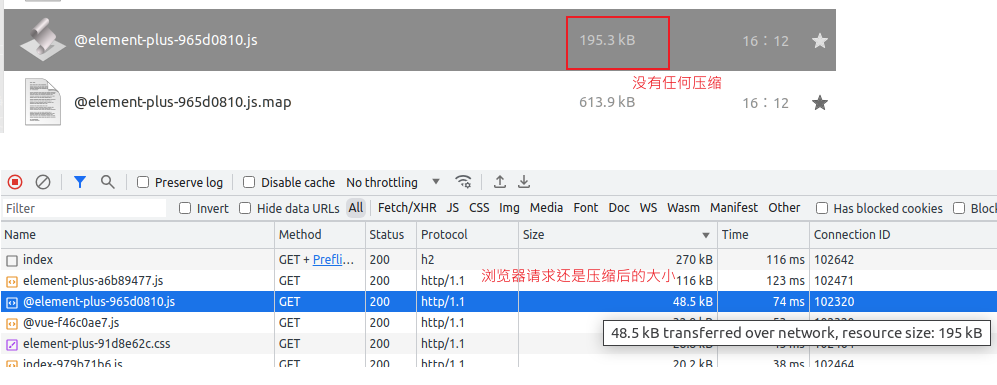 @element-plus-965d0810.js 195.3 kB 16：12
没有任何压缩
@element-plus-965d0810.js.map 613.9 kB 16：12
Preserve log Disable cache No throttling
Filter Invert Hide data URLs All Fetch/XHR JS CSS Img Media Font Doc WS Wasm Manifest Other Has blocked cookies Bloc
Name Method Status Protocol Size Time Connection ID
index GET + Prefli... 200 h2 270 kB 116 ms 102642
浏览器请求还是压缩后的大小
element-plus-a6b89477.js GET 200 http/1.1 116 kB 123 ms 102471
@element-plus-965d0810.js GET 200 http/1.1 48.5 kB 74 ms 102320
@vue-f46c0ae7.js GET 200 http/1.1
48.5 kB transferred over network, resource size: 195 kB
element-plus-91d8e62c.css GET 200 http/1.1
index-979b71b6.js GET 200 http/1.1 20.2 kB 38 ms 102464